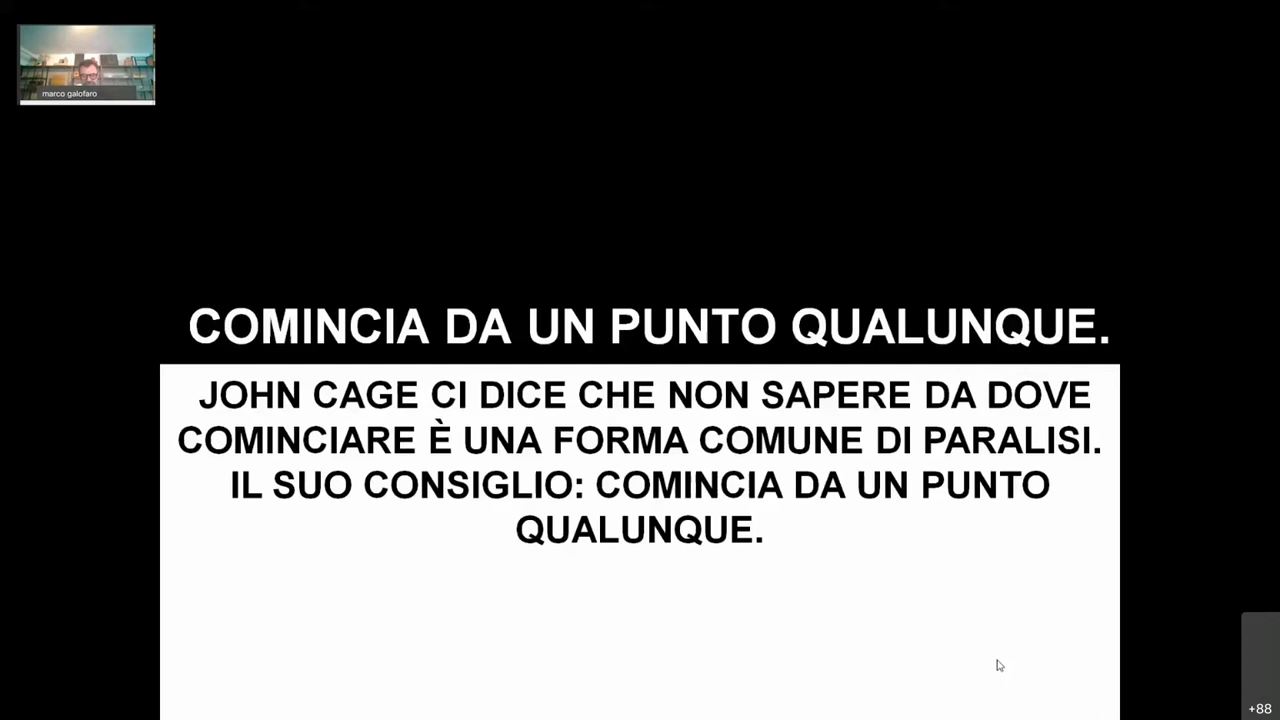 marco galofaro
COMINCIA DA UN PUNTO QUALUNQUE.
JOHN CAGE CI DICE CHE NON SAPERE DA DOVE
COMINCIARE È UNA FORMA COMUNE DI PARALISI.
IL SUO CONSIGLIO: COMINCIA DA UN PUNTO
QUALUNQUE.
+88